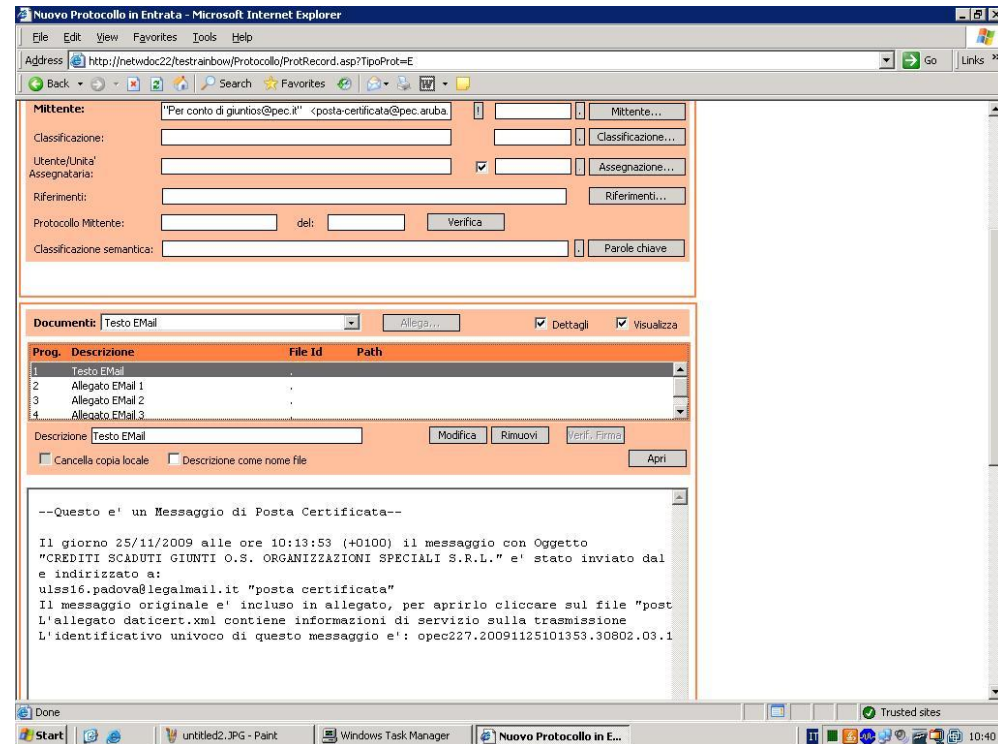 Nuovo Protocollo in Entrata - Microsoft Internet Explorer
File Edit View Favorites Tools Help
Address http://netwdoc22/testrainbow/Protocollo/ProtRecord.asp?TipoProt=E Go Links »
Back Search Favorites
Mittente: "Per conto di giuntios@pec.it" <posta-certificata@pec.aruba. ! . Mittente...
Classificazione: . Classificazione...
Utente/Unita' Assegnataria: . Assegnazione...
Riferimenti: Riferimenti...
Protocollo Mittente: del: Verifica
Classificazione semantica: . Parole chiave
Documenti: Testo EMail Allega... Dettagli Visualizza
Prog. Descrizione File Id Path
1 Testo EMail .
2 Allegato EMail 1 .
3 Allegato EMail 2 .
4 Allegato EMail 3 .
Descrizione Testo EMail Modifica Rimuovi Verif. Firma
Cancella copia locale Descrizione come nome file Apri
--Questo e' un Messaggio di Posta Certificata--
Il giorno 25/11/2009 alle ore 10:13:53 (+0100) il messaggio con Oggetto
"CREDITI SCADUTI GIUNTI O.S. ORGANIZZAZIONI SPECIALI S.R.L." e' stato inviato dal
e indirizzato a:
ulss16.padova@legalmail.it "posta certificata"
Il messaggio originale e' incluso in allegato, per aprirlo cliccare sul file "post
L'allegato daticert.xml contiene informazioni di servizio sulla trasmissione
L'identificativo univoco di questo messaggio e': opec227.20091125101353.30802.03.1
Done Trusted sites
Start untitled2.JPG - Paint Windows Task Manager Nuovo Protocollo in E... IT 10:40